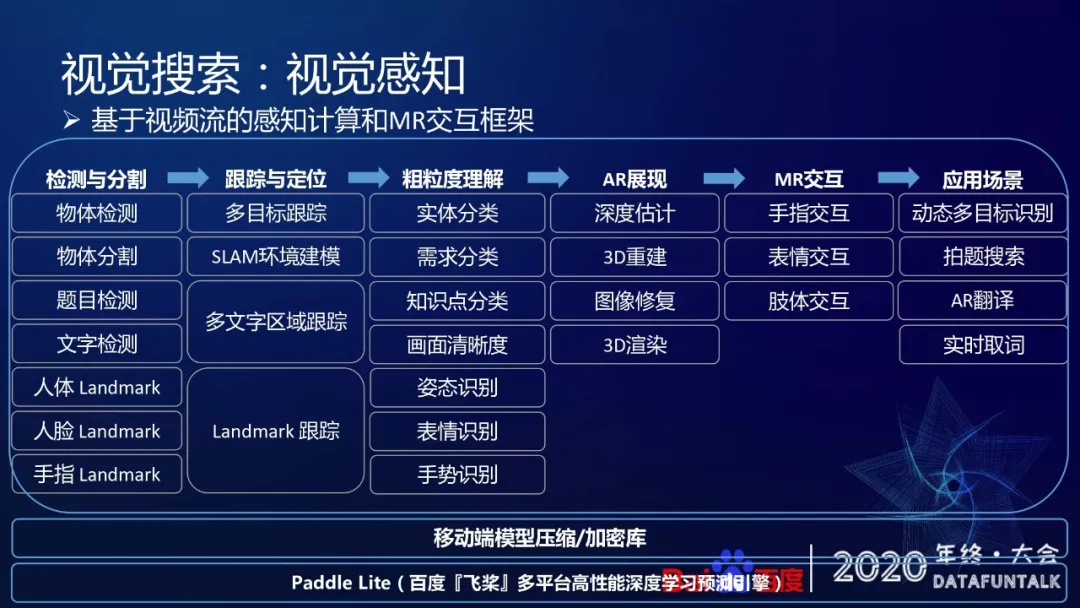 视觉搜索：视觉感知
基于视频流的感知计算和MR交互框架
检测与分割 跟踪与定位 粗粒度理解 AR展现 MR交互 应用场景
物体检测 多目标跟踪 实体分类 深度估计 手指交互 动态多目标识别
物体分割 SLAM环境建模 需求分类 3D重建 表情交互 拍题搜索
题目检测 多文字区域跟踪 知识点分类 图像修复 肢体交互 AR翻译
文字检测 画面清晰度 3D渲染 实时取词
人体 Landmark 姿态识别
人脸 Landmark Landmark 跟踪 表情识别
手指 Landmark 手势识别
移动端模型压缩/加密库
Paddle Lite（百度『飞桨』多平台高性能深度学习预测引擎）
Bai du 百度
2020 年终·大会
DATAFUNTALK